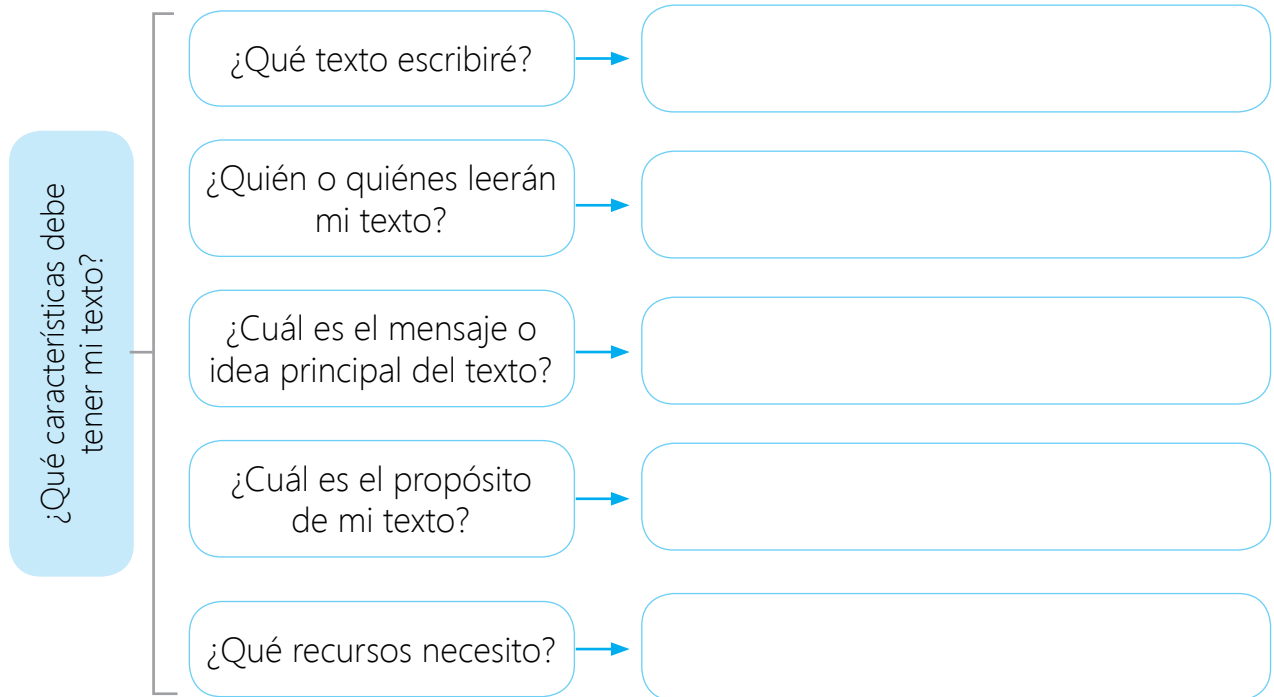 ¿Qué características debe
tener mi texto?
¿Qué texto escribiré?
¿Quién o quiénes leerán
mi texto?
¿Cuál es el mensaje o
idea principal del texto?
¿Cuál es el propósito
de mi texto?
¿Qué recursos necesito?